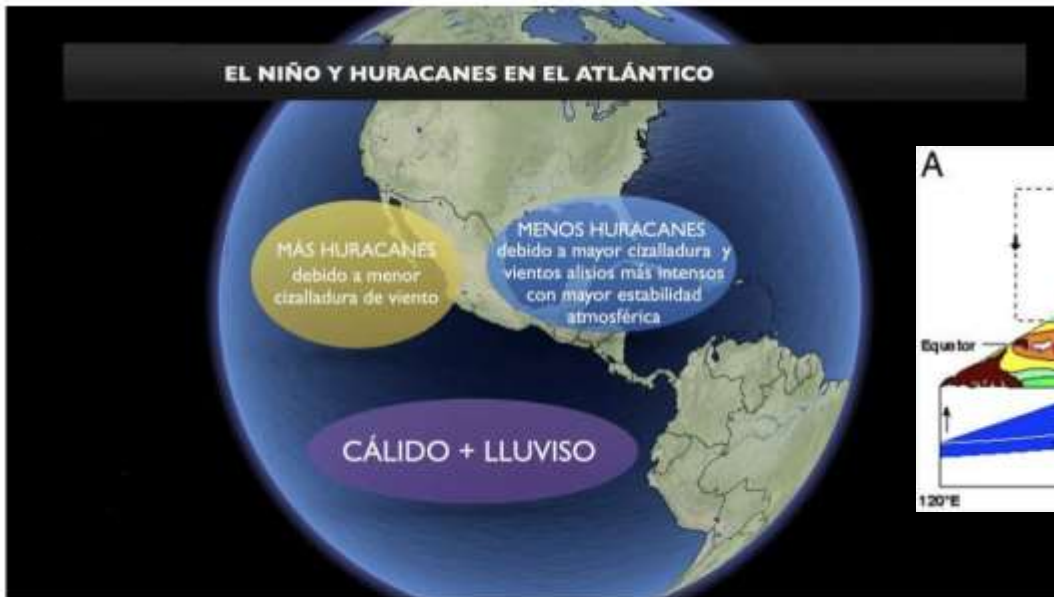 EL NIÑO Y HURACANES EN EL ATLÁNTICO
MÁS HURACANES
debido a menor
cizalladura de viento
MENOS HURACANES
debido a mayor cizalladura y
vientos alisios más intensos
con mayor estabilidad
atmosférica
CÁLIDO + LLUVISO
A
Equator
120°E